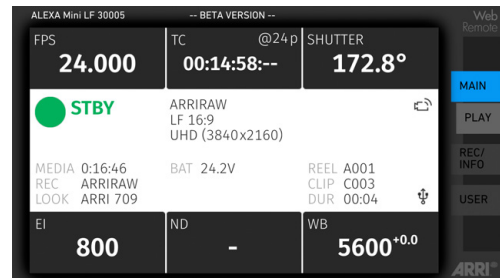 ALEXA Mini LF 30005 -- BETA VERSION --
Web
Remote
FPS
24.000
TC @24p
00:14:58:--
SHUTTER
172.8°
MAIN
PLAY
REC/
INFO
USER
STBY
ARRIRAW
LF 16:9
UHD (3840x2160)
MEDIA 0:16:46
REC ARRIRAW
LOOK ARRI 709
BAT 24.2V
REEL A001
CLIP C003
DUR 00:04
EI
800
ND
-
WB
5600+0.0
ARRI®